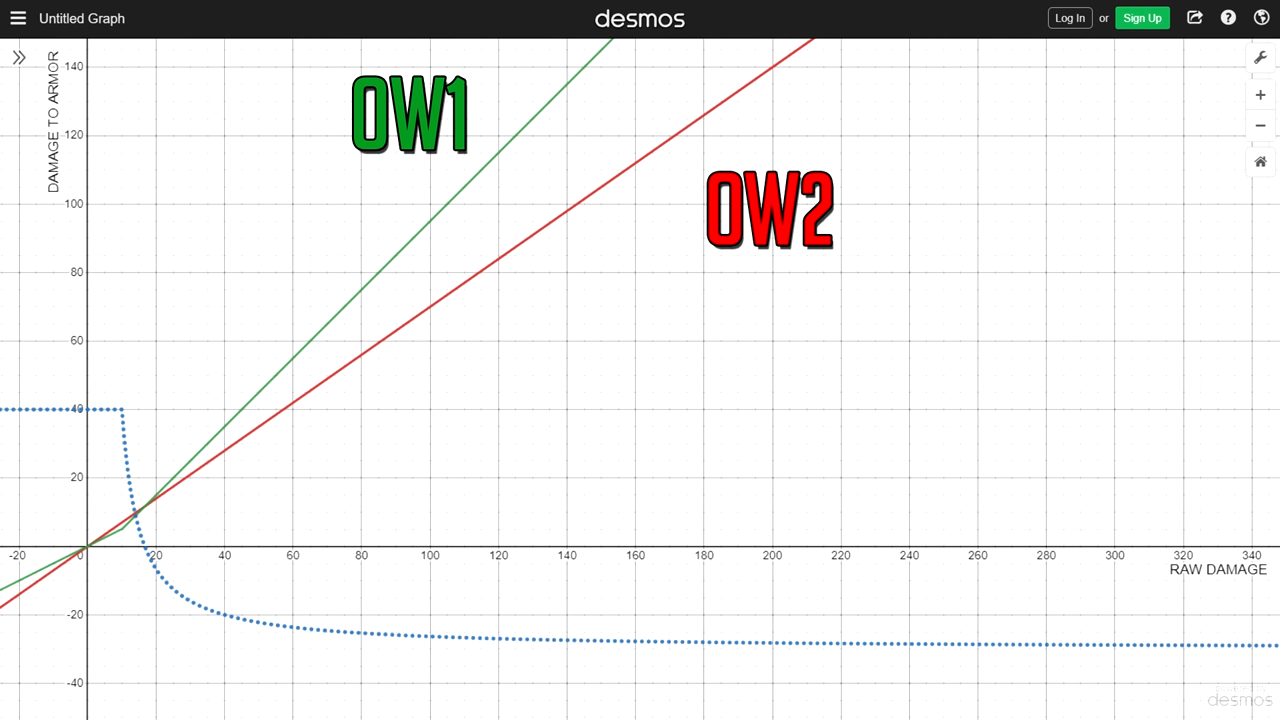 Untitled Graph
desmos
Log In or Sign Up
DAMAGE TO ARMOR
140
120
100
80
60
40
20
-20
-40
OW1
OW2
-20 0 20 40 60 80 100 120 140 160 180 200 220 240 260 280 300 320 340
RAW DAMAGE
desmos